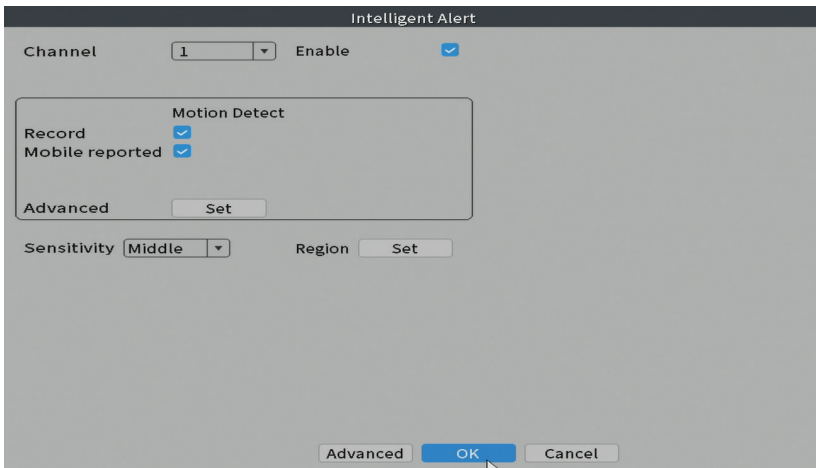 Intelligent Alert
Channel 1 Enable
Motion Detect
Record
Mobile reported
Advanced Set
Sensitivity Middle Region Set
Advanced OK Cancel